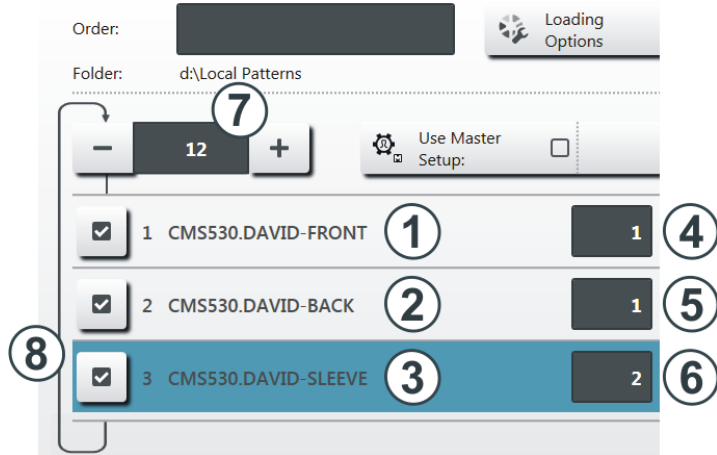 Order:
Loading
Options
Folder: d:\Local Patterns
7
− 12 +
Use Master
Setup:
1 CMS530.DAVID-FRONT 1 1 4
2 CMS530.DAVID-BACK 2 1 5
8
3 CMS530.DAVID-SLEEVE 3 2 6